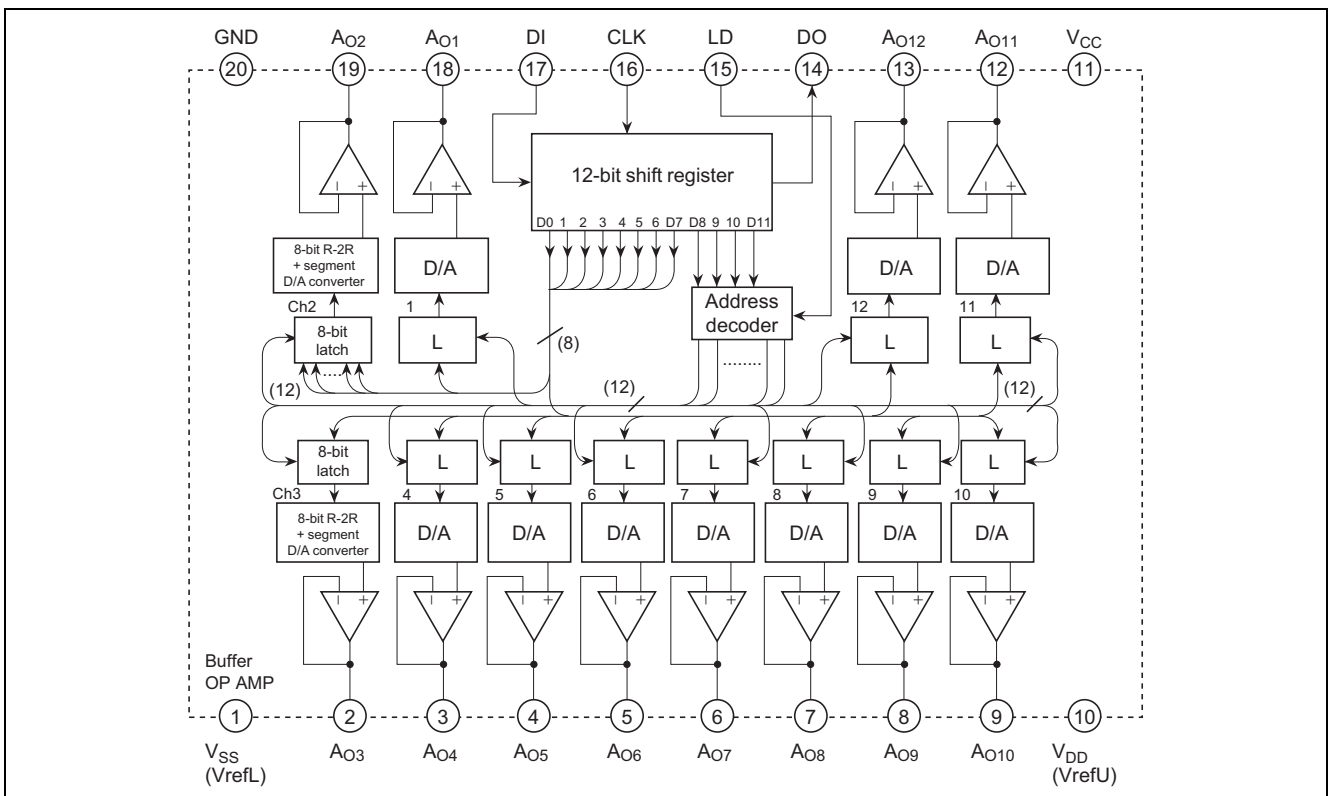 GND AO2 AO1 DI CLK LD DO AO12 AO11 VCC
20 19 18 17 16 15 14 13 12 11
− + − + − + − +
12-bit shift register
D0 1 2 3 4 5 6 D7 D8 9 10 D11
8-bit R-2R
+ segment
D/A converter
D/A D/A D/A
Ch2 1 12 11
Address
decoder
8-bit
latch
L L L
(8)
.....
........
(12) (12) (12)
8-bit
latch
L L L L L L L
Ch3 4 5 6 7 8 9 10
8-bit R-2R
+ segment
D/A converter
D/A D/A D/A D/A D/A D/A D/A
− + − + − + − + − + − + − + − +
Buffer
OP AMP
1 2 3 4 5 6 7 8 9 10
VSS
(VrefL)
AO3 AO4 AO5 AO6 AO7 AO8 AO9 AO10
VDD
(VrefU)